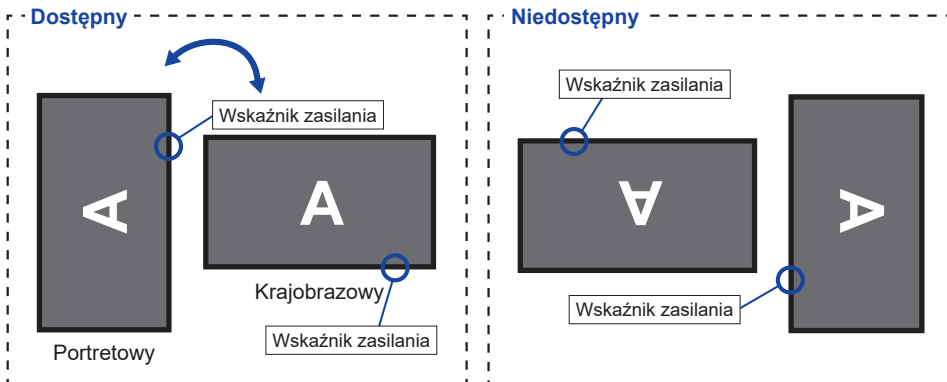 Dostępny
Wskaźnik zasilania
A
A
Krajobrazowy
Wskaźnik zasilania
Portretowy
Niedostępny
Wskaźnik zasilania
A
A
Wskaźnik zasilania